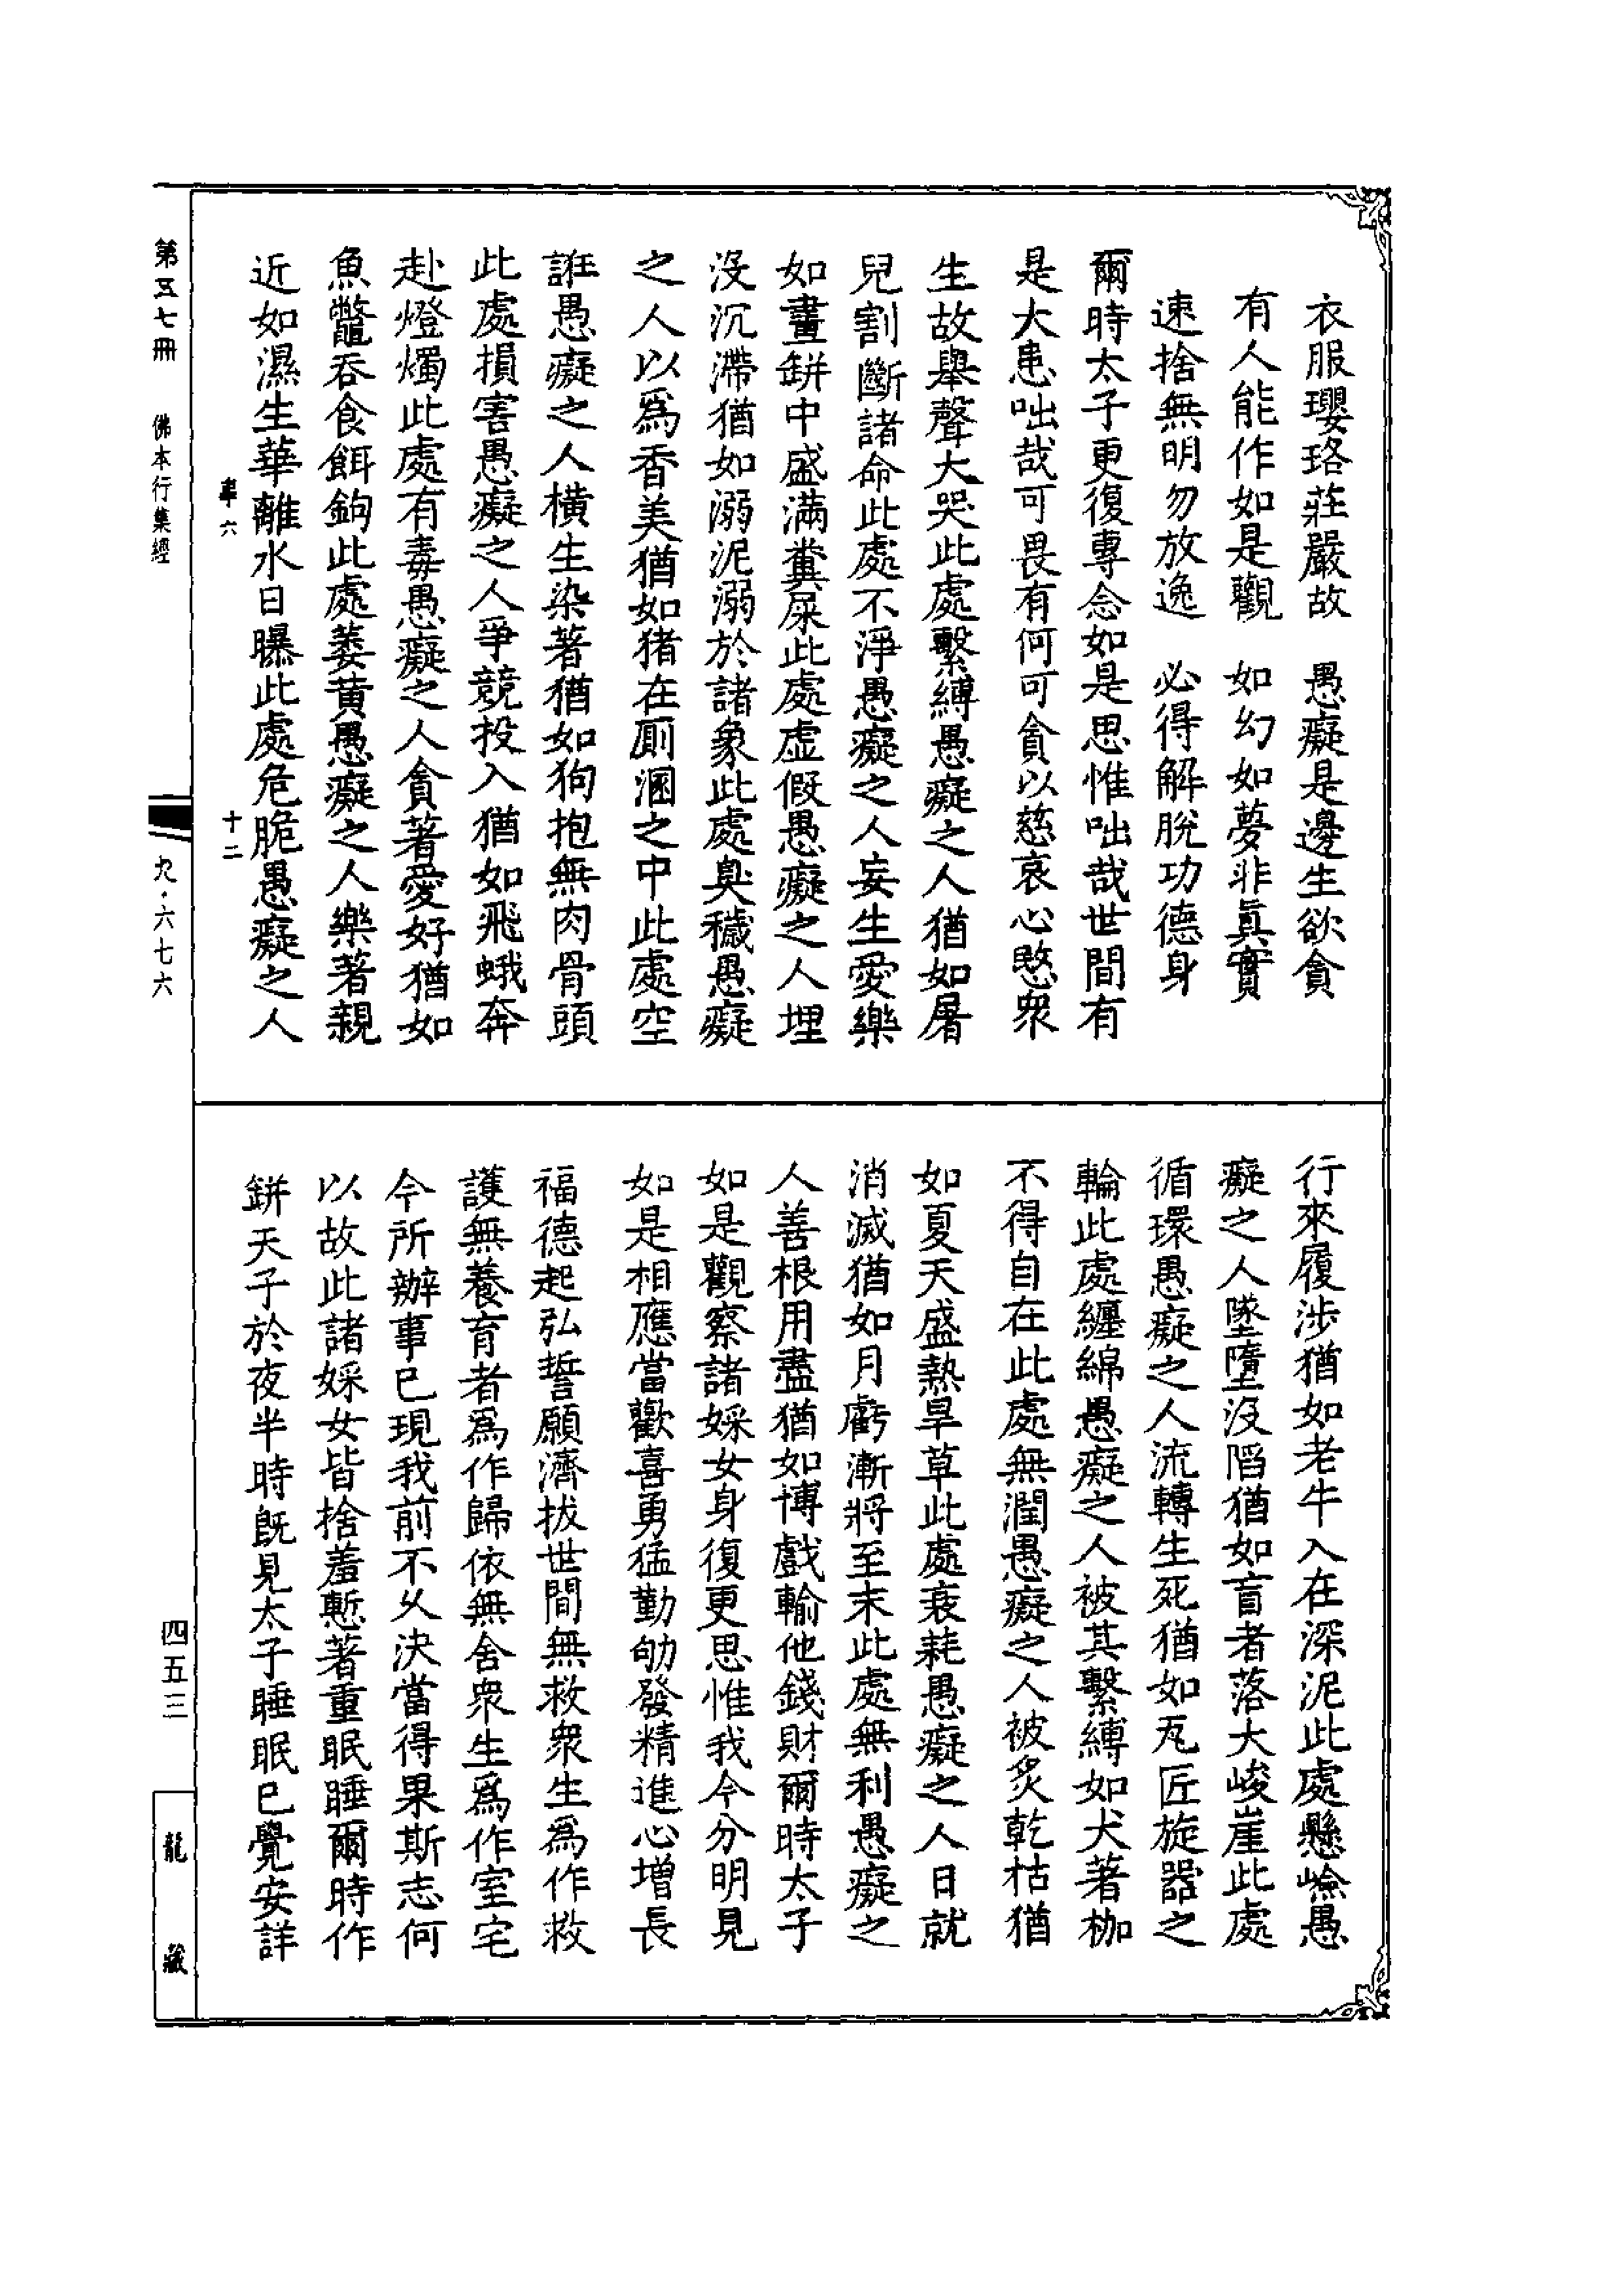 衣服瓔珞莊嚴故　愚癡是邊生欲貪
有人能作如是觀　如幻如夢非眞實
速捨無明勿放逸　必得解脫功德身
爾時太子更復專念如是思惟咄哉世間有
是大患咄哉可畏有何可貪以慈哀心愍衆
生故舉聲大哭此處繫縛愚癡之人猶如屠
兒割斷諸命此處不淨愚癡之人妄生愛樂
如畫缾中盛滿糞屎此處虛假愚癡之人埋
沒沉滯猶如溺泥溺於諸象此處臭穢愚癡
之人以爲香美猶如猪在廁溷之中此處空
誑愚癡之人橫生染著猶如狗抱無肉骨頭
此處損害愚癡之人爭競投入猶如飛蛾奔
赴燈燭此處有毒愚癡之人貪著愛好猶如
魚鼈吞食餌鉤此處萎黃愚癡之人樂著親
近如濕生華離水日曝此處危脆愚癡之人
行來履涉猶如老牛入在深泥此處懸嶮愚
癡之人墜墮沒陷猶如盲者落大峻崖此處
循環愚癡之人流轉生死猶如瓦匠旋器之
輪此處纏綿愚癡之人被其繫縛如犬著枷
不得自在此處無潤愚癡之人被炙乾枯猶
如夏天盛熱旱草此處衰耗愚癡之人日就
消滅猶如月虧漸將至末此處無利愚癡之
人善根用盡猶如博戲輸他錢財爾時太子
如是觀察諸婇女身復更思惟我今分明見
如是相應當歡喜勇猛勤劬發精進心增長
福德起弘誓願濟拔世間無救衆生爲作救
護無養育者爲作歸依無舍衆生爲作室宅
今所辦事已現我前不久決當得果斯志何
以故此諸婇女皆捨羞慙著重眠睡爾時作
缾天子於夜半時既見太子睡眠已覺安詳
第五七冊　佛本行集經
羣六　十二
九・六七六
四五三
龍藏